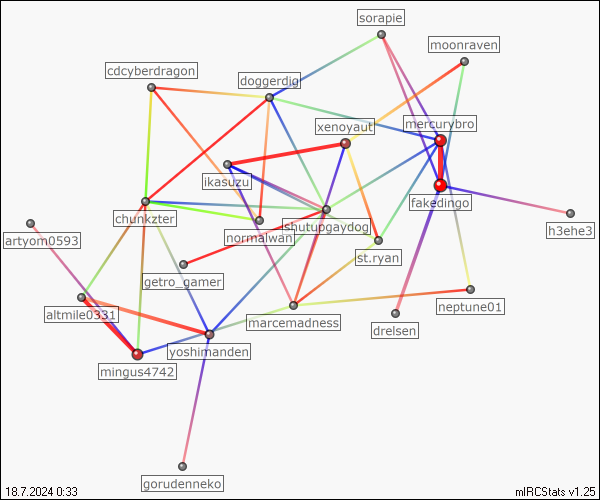 sorapie
moonraven
cdcyberdragon
doggerdig
xenoyaut
mercurybro
ikasuzu
fakedingo
chunkzter
shutupgaydog
normalwan
h3ehe3
artyom0593
st.ryan
getro_gamer
neptune01
altmile0331
marcemadness
drelsen
yoshimanden
mingus4742
gorudenneko
18.7.2024 0:33
mIRCStats v1.25